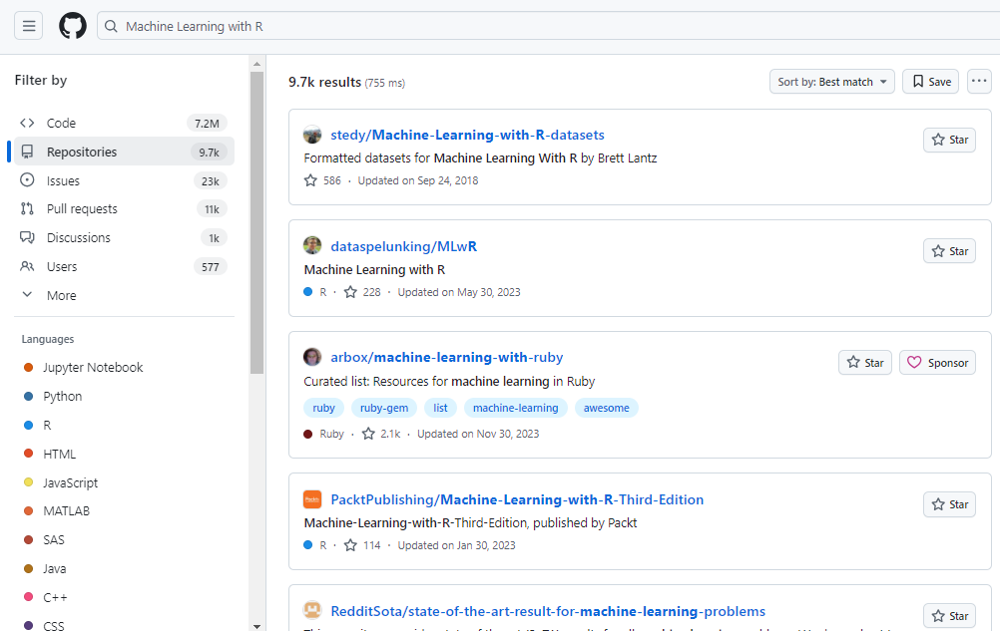 Machine Learning with R
Filter by
Code 7.2M
Repositories 9.7k
Issues 23k
Pull requests 11k
Discussions 1k
Users 577
More
Languages
Jupyter Notebook
Python
R
HTML
JavaScript
MATLAB
SAS
Java
C++
CSS
9.7k results (755 ms)
Sort by: Best match
Save
stedy/Machine-Learning-with-R-datasets
Star
Formatted datasets for Machine Learning With R by Brett Lantz
586 · Updated on Sep 24, 2018
dataspelunking/MLwR
Star
Machine Learning with R
R · 228 · Updated on May 30, 2023
arbox/machine-learning-with-ruby
Star Sponsor
Curated list: Resources for machine learning in Ruby
ruby ruby-gem list machine-learning awesome
Ruby · 2.1k · Updated on Nov 30, 2023
PacktPublishing/Machine-Learning-with-R-Third-Edition
Star
Machine-Learning-with-R-Third-Edition, published by Packt
R · 114 · Updated on Jan 30, 2023
RedditSota/state-of-the-art-result-for-machine-learning-problems
Star